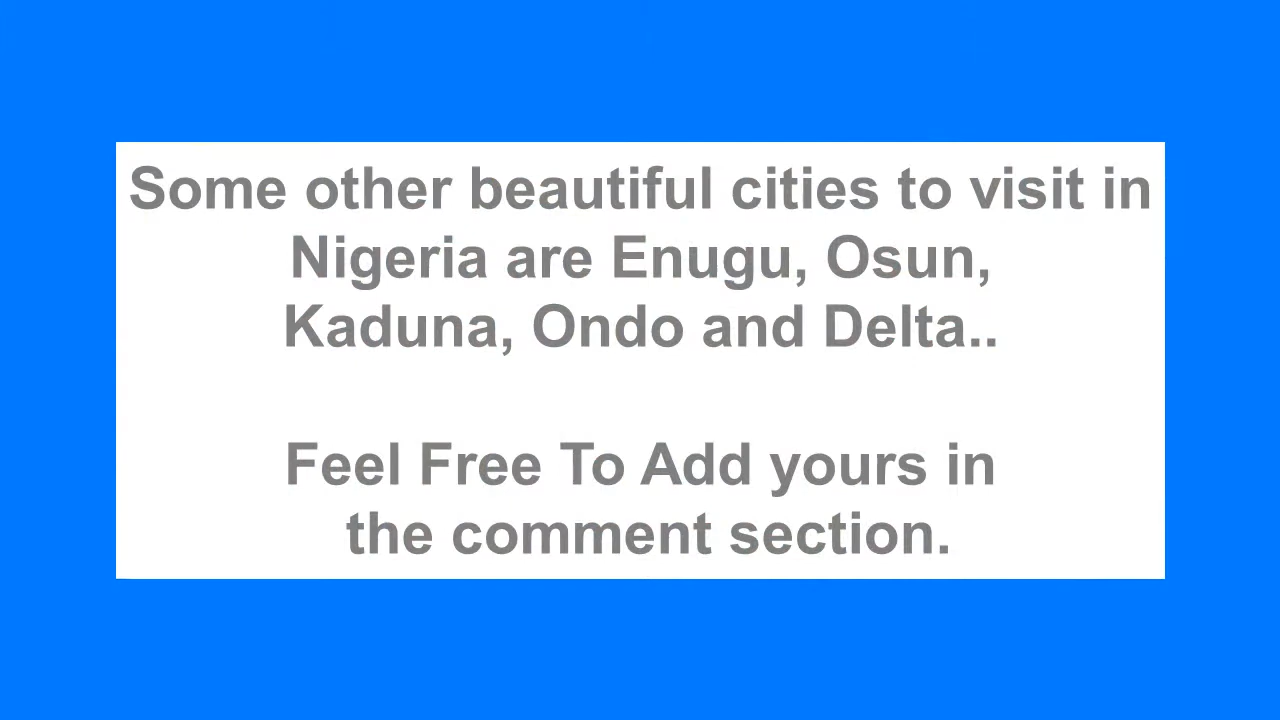 Some other beautiful cities to visit in
Nigeria are Enugu, Osun,
Kaduna, Ondo and Delta..
Feel Free To Add yours in
the comment section.